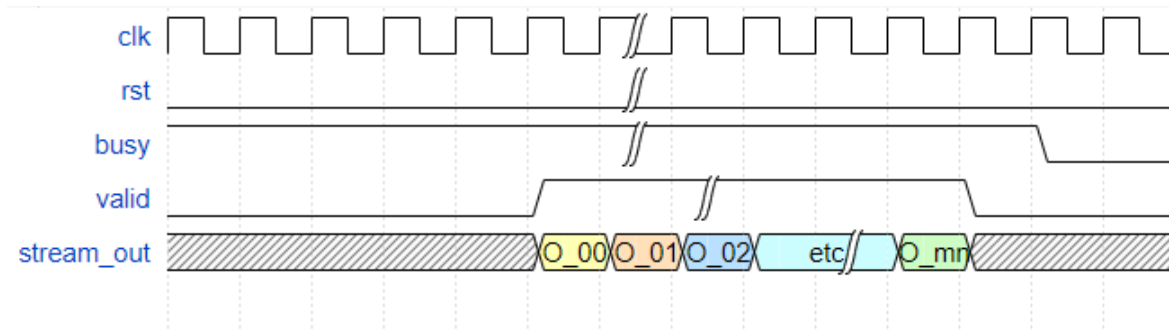 clk
rst
busy
valid
stream_out O_00 O_01 O_02 etc O_mn